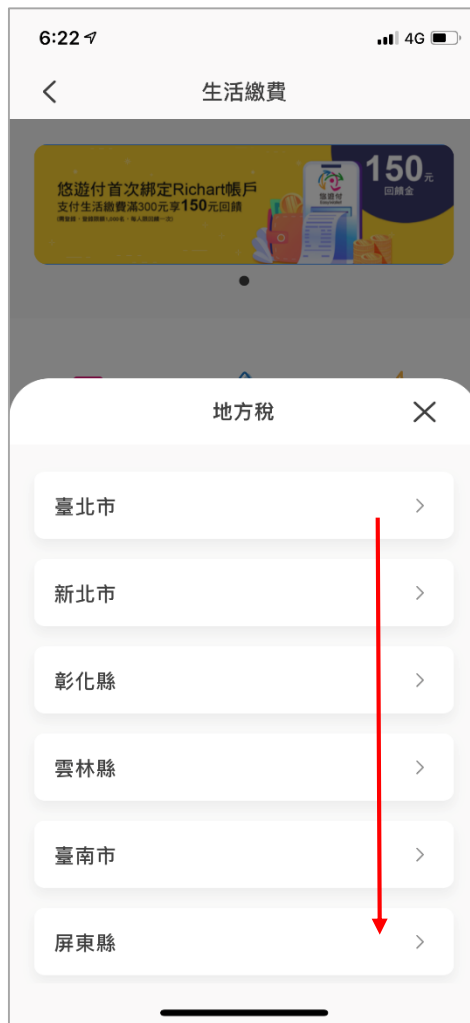 6:22
4G
生活繳費
悠遊付首次綁定Richart帳戶
支付生活繳費滿300元享150元回饋
150元
回饋金
悠遊付
地方稅
臺北市
新北市
彰化縣
雲林縣
臺南市
屏東縣